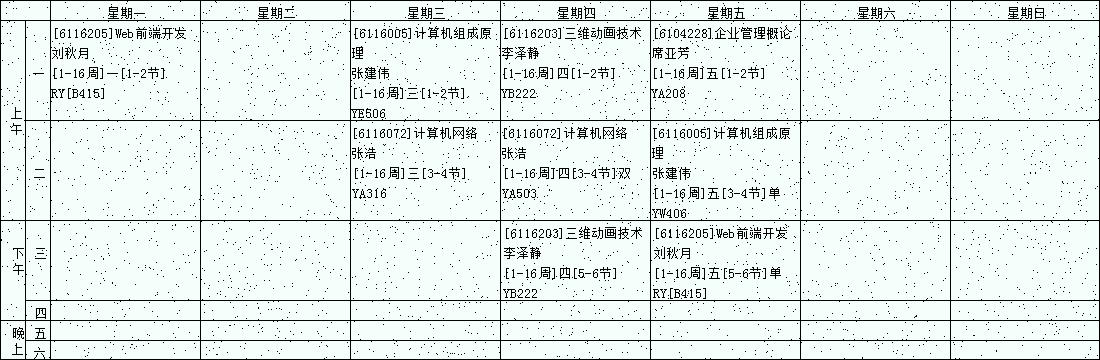 星期一 星期二 星期三 星期四 星期五 星期六 星期日
上午
一
[6116205]Web前端开发
刘秋月
[1-16周]一[1-2节]
RY[B415]
[6116005]计算机组成原
理
张建伟
[1-16周]三[1-2节]
YE506
[6116203]三维动画技术
李泽静
[1-16周]四[1-2节]
YB222
[6104228]企业管理概论
席亚芳
[1-16周]五[1-2节]
YA208
二
[6116072]计算机网络
张浩
[1-16周]三[3-4节]
YA316
[6116072]计算机网络
张浩
[1-16周]四[3-4节]双
YA503
[6116005]计算机组成原
理
张建伟
[1-16周]五[3-4节]单
YW406
下午
三
[6116203]三维动画技术
李泽静
[1-16周]四[5-6节]
YB222
[6116205]Web前端开发
刘秋月
[1-16周]五[5-6节]单
RY[B415]
四
晚上
五
六